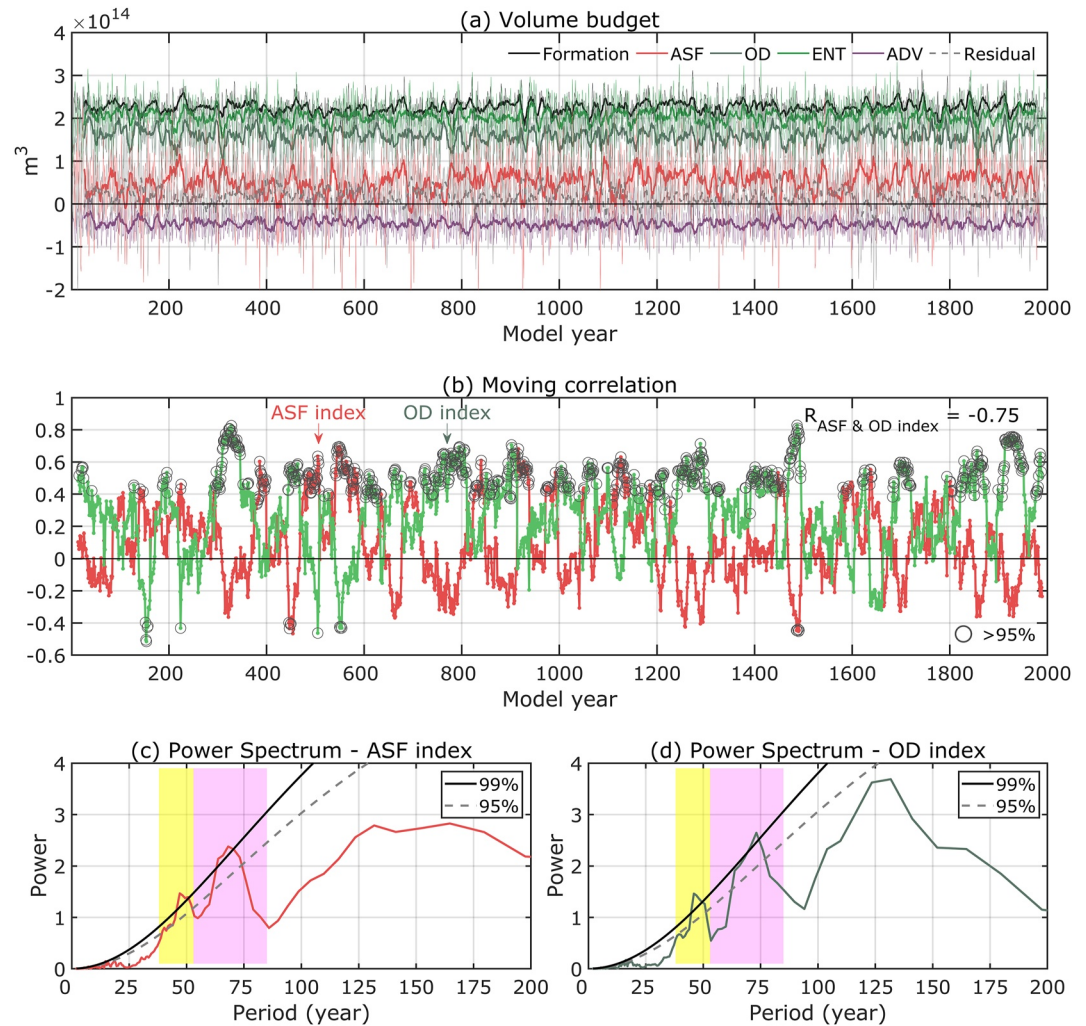 (a) Volume budget
×10^14
Formation ASF OD ENT ADV Residual
4
3
2
1
0
-1
-2
m^3
200 400 600 800 1000 1200 1400 1600 1800 2000
Model year
(b) Moving correlation
ASF index OD index R_ASF & OD index = -0.75
1
0.8
0.6
0.4
0.2
0
-0.2
-0.4
-0.6
>95%
200 400 600 800 1000 1200 1400 1600 1800 2000
Model year
(c) Power Spectrum - ASF index
99%
95%
4
3
2
1
0
Power
0 25 50 75 100 125 150 175 200
Period (year)
(d) Power Spectrum - OD index
99%
95%
4
3
2
1
0
Power
0 25 50 75 100 125 150 175 200
Period (year)